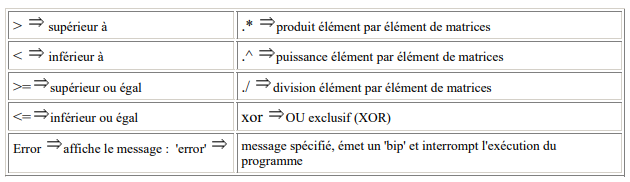 > ⇒ supérieur à
.* ⇒produit élément par élément de matrices
< ⇒ inférieur à
.^ ⇒puissance élément par élément de matrices
>=⇒supérieur ou égal
./ ⇒division élément par élément de matrices
<=⇒inférieur ou égal
xor ⇒OU exclusif (XOR)
Error ⇒affiche le message : 'error' ⇒
message spécifié, émet un 'bip' et interrompt l'exécution du
programme